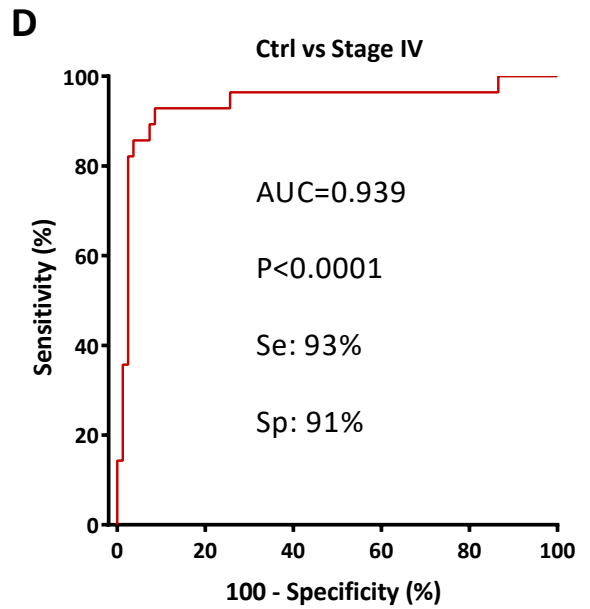 D
Ctrl vs Stage IV
100
80
60
40
20
0
Sensitivity (%)
AUC=0.939
P<0.0001
Se: 93%
Sp: 91%
0 20 40 60 80 100
100 - Specificity (%)